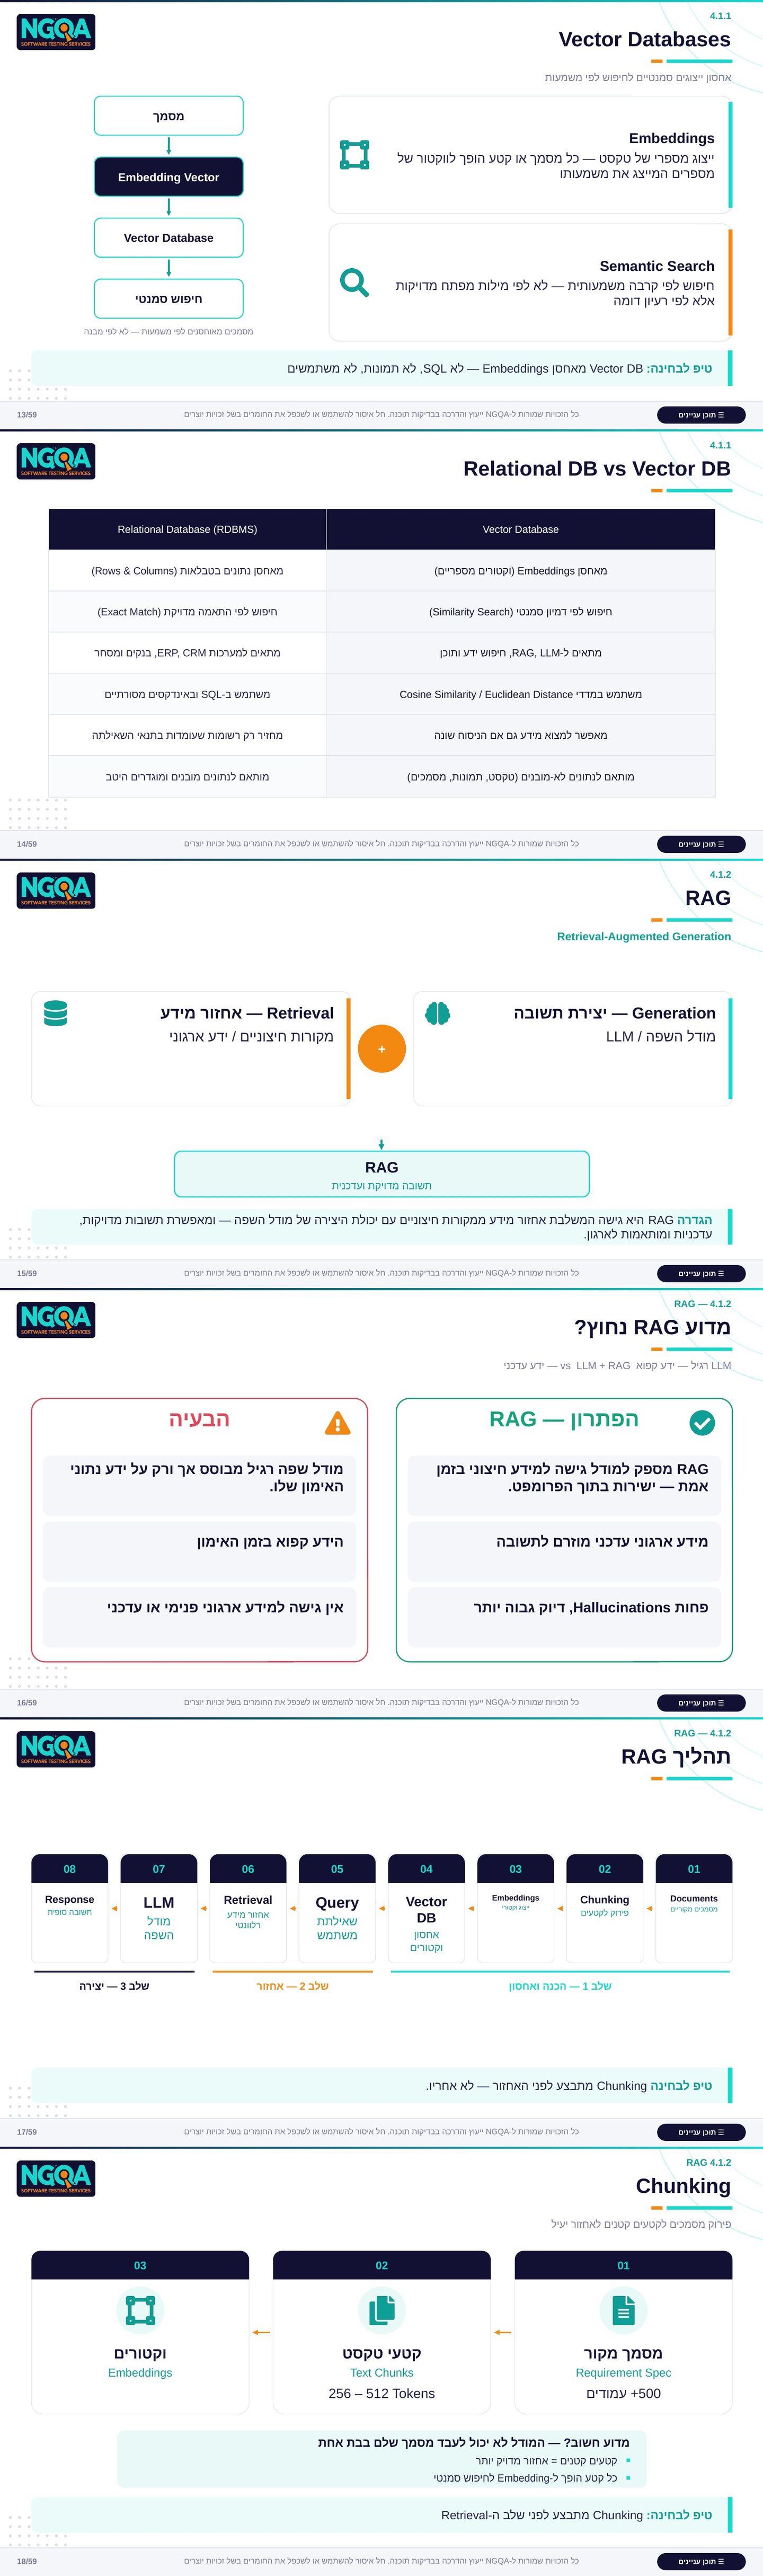 NGQA
SOFTWARE TESTING SERVICES
4.1.1
Vector Databases
אחסון ייצוגים סמנטיים לחיפוש לפי משמעות
Embeddings
ייצוג מספרי של טקסט — כל מסמך או קטע הופך לווקטור של
מספרים המייצג את משמעותו
Semantic Search
חיפוש לפי קרבה משמעותית — לא לפי מילות מפתח מדויקות
אלא לפי רעיון דומה
מסמך
Embedding Vector
Vector Database
חיפוש סמנטי
מסמכים מאוחסנים לפי משמעות — לא לפי מבנה
טיפ לבחינה: Vector DB מאחסן Embeddings — לא SQL, לא תמונות, לא משתמשים
☰ תוכן עניינים
כל הזכויות שמורות ל-NGQA ייעוץ והדרכה בבדיקות תוכנה. חל איסור להשתמש או לשכפל את החומרים בשל זכויות יוצרים
13/59
NGQA
SOFTWARE TESTING SERVICES
4.1.1
Relational DB vs Vector DB
Vector Database
Relational Database (RDBMS)
מאחסן Embeddings (וקטורים מספריים)
מאחסן נתונים בטבלאות (Rows & Columns)
חיפוש לפי דמיון סמנטי (Similarity Search)
חיפוש לפי התאמה מדויקת (Exact Match)
מתאים ל-RAG, LLM, חיפוש ידע ותוכן
מתאים למערכות ERP, CRM, בנקים ומסחר
משתמש במדדי Cosine Similarity / Euclidean Distance
משתמש ב-SQL ובאינדקסים מסורתיים
מאפשר למצוא מידע גם אם הניסוח שונה
מחזיר רק רשומות שעומדות בתנאי השאילתה
מותאם לנתונים לא-מובנים (טקסט, תמונות, מסמכים)
מותאם לנתונים מובנים ומוגדרים היטב
☰ תוכן עניינים
כל הזכויות שמורות ל-NGQA ייעוץ והדרכה בבדיקות תוכנה. חל איסור להשתמש או לשכפל את החומרים בשל זכויות יוצרים
14/59
NGQA
SOFTWARE TESTING SERVICES
4.1.2
RAG
Retrieval-Augmented Generation
Generation — יצירת תשובה
מודל השפה / LLM
+
Retrieval — אחזור מידע
מקורות חיצוניים / ידע ארגוני
RAG
תשובה מדויקת ועדכנית
הגדרה RAG היא גישה המשלבת אחזור מידע ממקורות חיצוניים עם יכולת היצירה של מודל השפה — ומאפשרת תשובות מדויקות,
עדכניות ומותאמות לארגון.
☰ תוכן עניינים
כל הזכויות שמורות ל-NGQA ייעוץ והדרכה בבדיקות תוכנה. חל איסור להשתמש או לשכפל את החומרים בשל זכויות יוצרים
15/59
NGQA
SOFTWARE TESTING SERVICES
RAG — 4.1.2
מדוע RAG נחוץ?
LLM רגיל — ידע קפוא vs LLM + RAG — ידע עדכני
הפתרון — RAG
RAG מספק למודל גישה למידע חיצוני בזמן
אמת — ישירות בתוך הפרומפט.
מידע ארגוני עדכני מוזרם לתשובה
פחות Hallucinations, דיוק גבוה יותר
הבעיה
מודל שפה רגיל מבוסס אך ורק על ידע נתוני
האימון שלו.
הידע קפוא בזמן האימון
אין גישה למידע ארגוני פנימי או עדכני
☰ תוכן עניינים
כל הזכויות שמורות ל-NGQA ייעוץ והדרכה בבדיקות תוכנה. חל איסור להשתמש או לשכפל את החומרים בשל זכויות יוצרים
16/59
NGQA
SOFTWARE TESTING SERVICES
RAG — 4.1.2
תהליך RAG
01
Documents
מסמכים מקוריים
02
Chunking
פירוק לקטעים
03
Embeddings
ייצוג וקטורי
04
Vector
DB
אחסון
וקטורים
05
Query
שאילתת
משתמש
06
Retrieval
אחזור מידע
רלוונטי
07
LLM
מודל
השפה
08
Response
תשובה סופית
שלב 1 — הכנה ואחסון
שלב 2 — אחזור
שלב 3 — יצירה
טיפ לבחינה Chunking מתבצע לפני האחזור — לא אחריו.
☰ תוכן עניינים
כל הזכויות שמורות ל-NGQA ייעוץ והדרכה בבדיקות תוכנה. חל איסור להשתמש או לשכפל את החומרים בשל זכויות יוצרים
17/59
NGQA
SOFTWARE TESTING SERVICES
RAG 4.1.2
Chunking
פירוק מסמכים לקטעים קטנים לאחזור יעיל
01
מסמך מקור
Requirement Spec
500+ עמודים
02
קטעי טקסט
Text Chunks
256 – 512 Tokens
03
וקטורים
Embeddings
מדוע חשוב? — המודל לא יכול לעבד מסמך שלם בבת אחת
קטעים קטנים = אחזור מדויק יותר
כל קטע הופך ל-Embedding לחיפוש סמנטי
טיפ לבחינה: Chunking מתבצע לפני שלב ה-Retrieval
☰ תוכן עניינים
כל הזכויות שמורות ל-NGQA ייעוץ והדרכה בבדיקות תוכנה. חל איסור להשתמש או לשכפל את החומרים בשל זכויות יוצרים
18/59